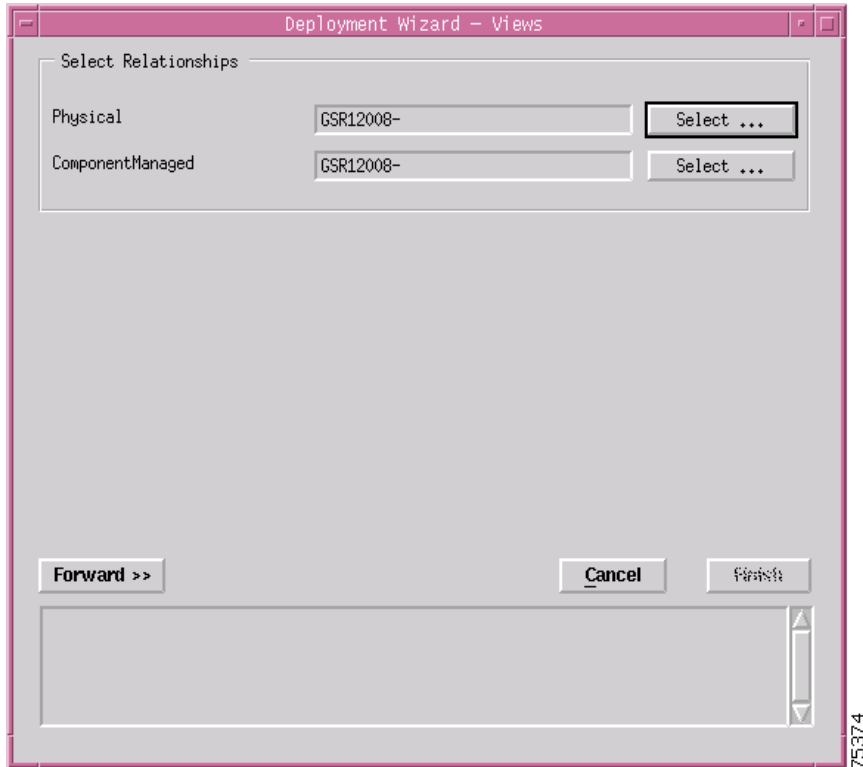 Deployment Wizard — Views
Select Relationships
Physical GSR12008- Select ...
ComponentManaged GSR12008- Select ...
Forward >> Cancel Finish
75374